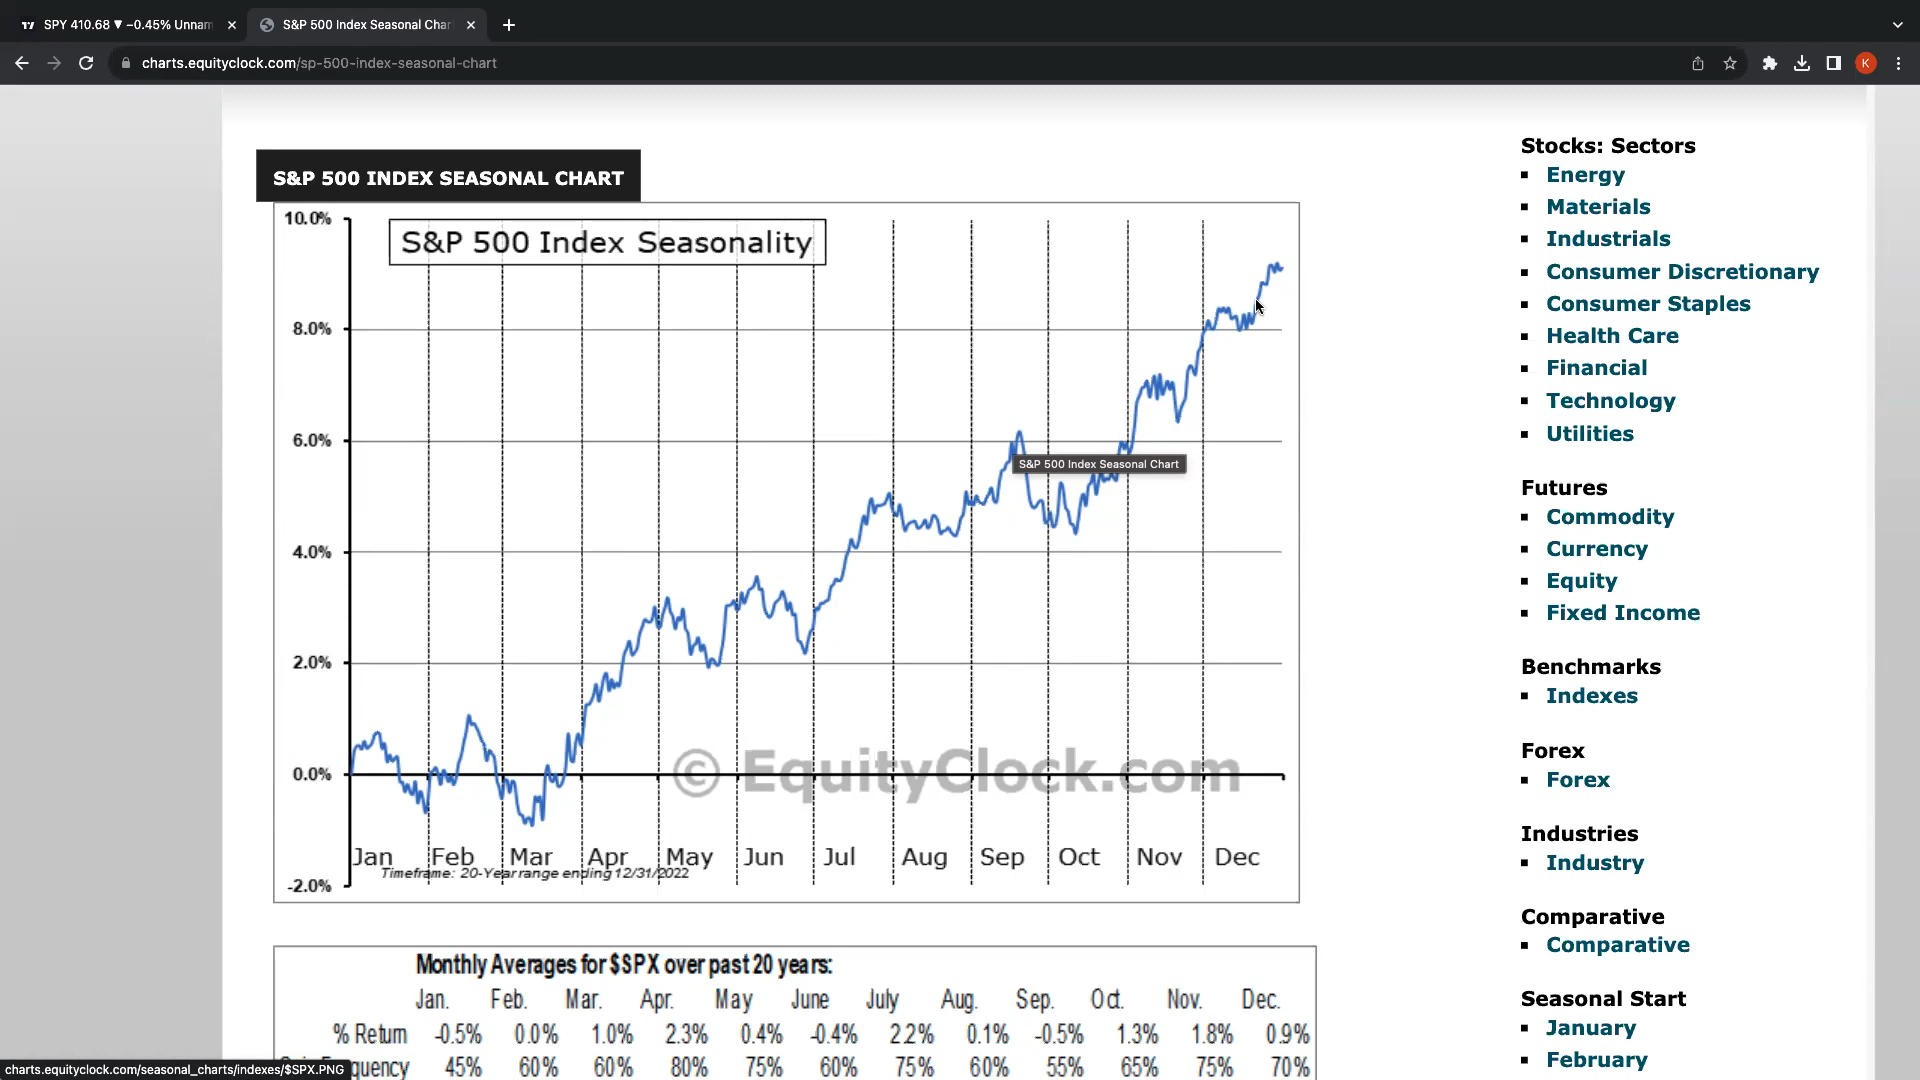 SPY 410.68 ▼ −0.45% Unnam
S&P 500 Index Seasonal Char
charts.equityclock.com/sp-500-index-seasonal-chart
K
S&P 500 INDEX SEASONAL CHART
S&P 500 Index Seasonality
10.0%
8.0%
6.0%
4.0%
2.0%
0.0%
-2.0%
S&P 500 Index Seasonal Chart
© EquityClock.com
Jan Feb Mar Apr May Jun Jul Aug Sep Oct Nov Dec
Timeframe: 20-Year range ending 12/31/2022
Monthly Averages for $SPX over past 20 years:
Jan. Feb. Mar. Apr. May June July Aug. Sep. Oct. Nov. Dec.
% Return -0.5% 0.0% 1.0% 2.3% 0.4% -0.4% 2.2% 0.1% -0.5% 1.3% 1.8% 0.9%
quency 45% 60% 60% 80% 75% 60% 75% 60% 55% 65% 75% 70%
charts.equityclock.com/seasonal_charts/indexes/$SPX.PNG
Stocks: Sectors
Energy
Materials
Industrials
Consumer Discretionary
Consumer Staples
Health Care
Financial
Technology
Utilities
Futures
Commodity
Currency
Equity
Fixed Income
Benchmarks
Indexes
Forex
Forex
Industries
Industry
Comparative
Comparative
Seasonal Start
January
February